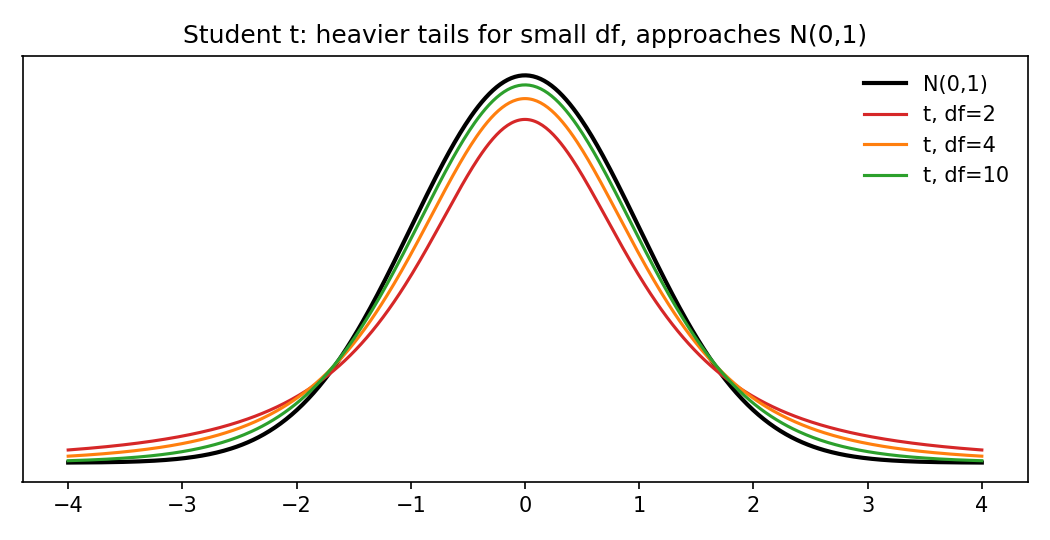 Student t: heavier tails for small df, approaches N(0,1)
N(0,1)
t, df=2
t, df=4
t, df=10
−4 −3 −2 −1 0 1 2 3 4